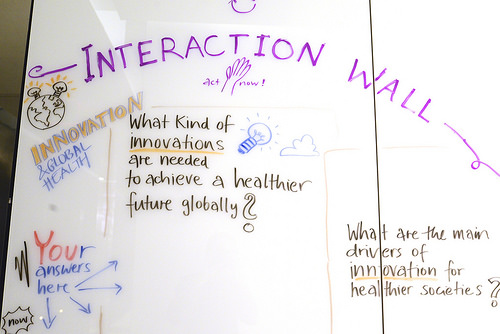 INTERACTION WALL
act now!
INNOVATION
& GLOBAL
HEALTH
What Kind of
innovations
are needed
to achieve a healthier
future globally?
Your
answers
here
now
What are the main
drivers of
innovation for
healthier societies?